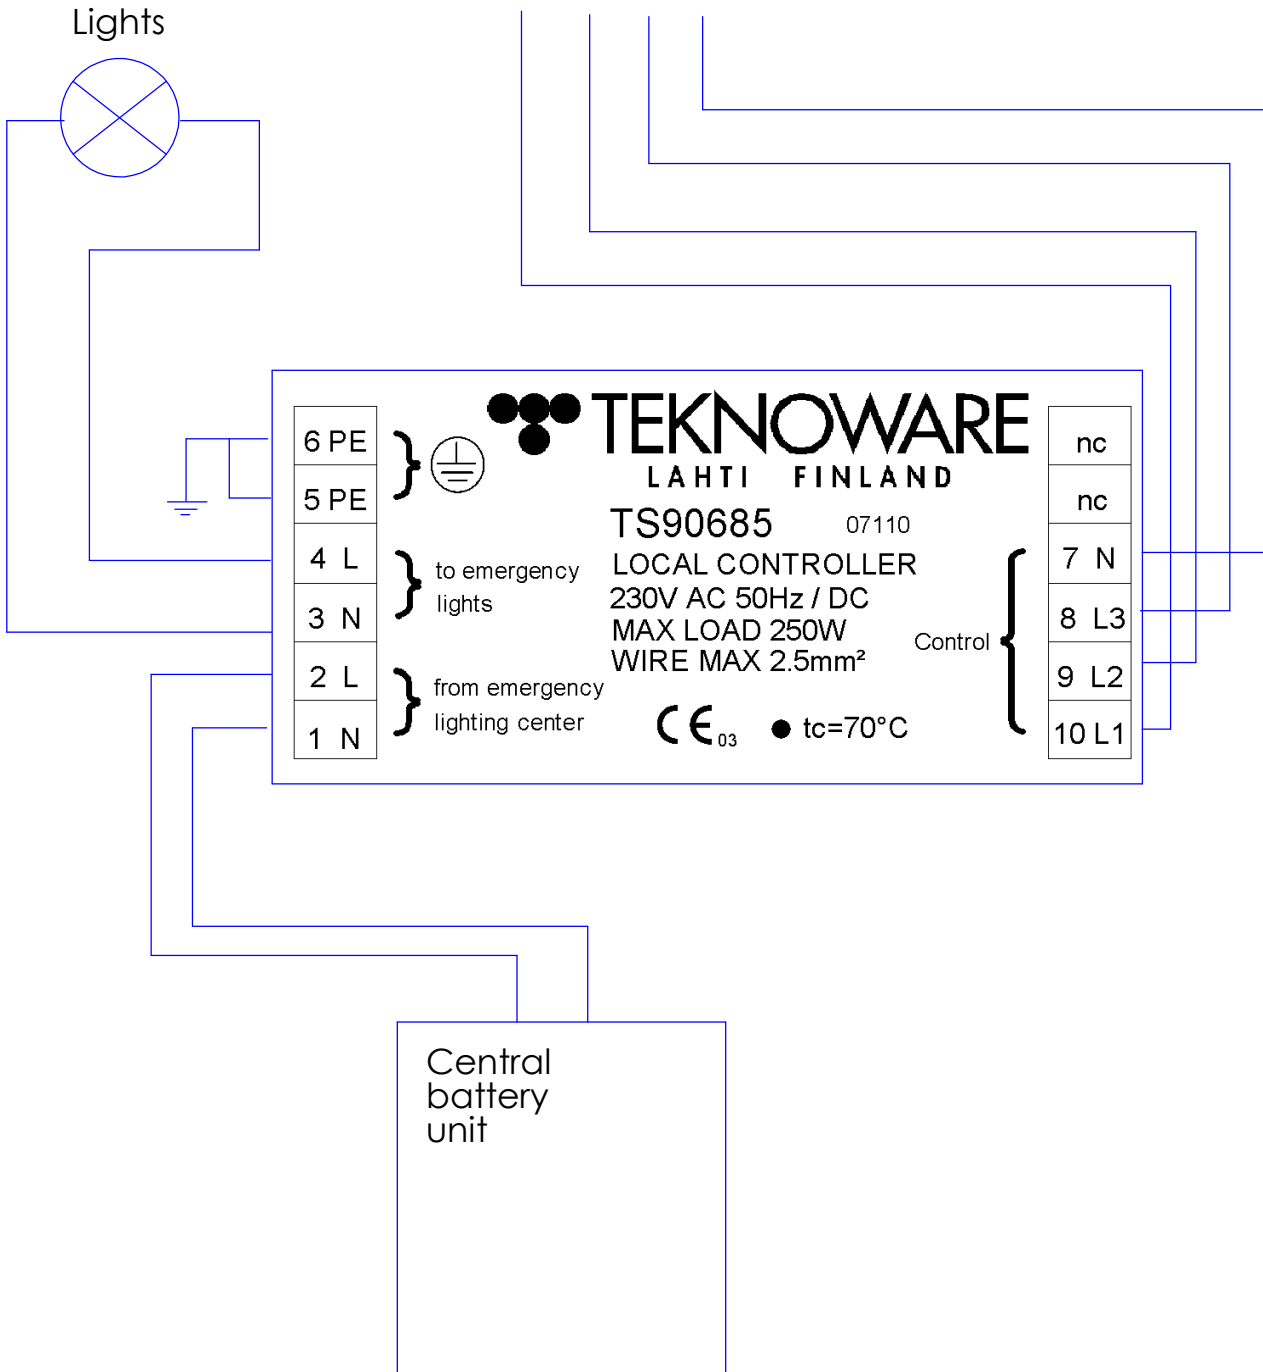 Lights
TEKNOWARE
LAHTI FINLAND
TS90685 07110
LOCAL CONTROLLER
230V AC 50Hz / DC
MAX LOAD 250W
WIRE MAX 2.5mm²
CE 03 ● tc=70°C
6 PE
5 PE
4 L
3 N
to emergency
lights
2 L
1 N
from emergency
lighting center
nc
nc
Control
7 N
8 L3
9 L2
10 L1
Central
battery
unit